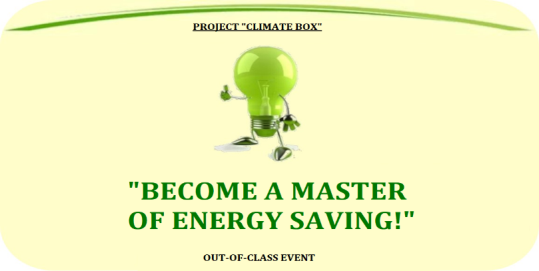 PROJECT "CLIMATE BOX"
"BECOME A MASTER
OF ENERGY SAVING!"
OUT-OF-CLASS EVENT